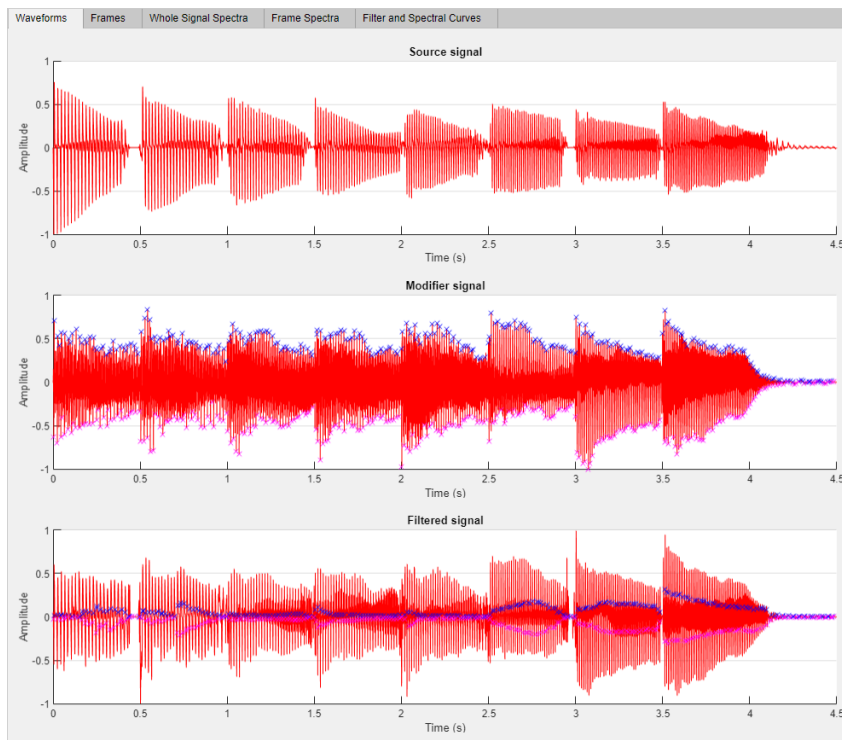 Waveforms Frames Whole Signal Spectra Frame Spectra Filter and Spectral Curves
Source signal
1
0.5
0
-0.5
-1
Amplitude
0 0.5 1 1.5 2 2.5 3 3.5 4 4.5
Time (s)
Modifier signal
1
0.5
0
-0.5
-1
Amplitude
0 0.5 1 1.5 2 2.5 3 3.5 4 4.5
Time (s)
Filtered signal
1
0.5
0
-0.5
-1
Amplitude
0 0.5 1 1.5 2 2.5 3 3.5 4 4.5
Time (s)